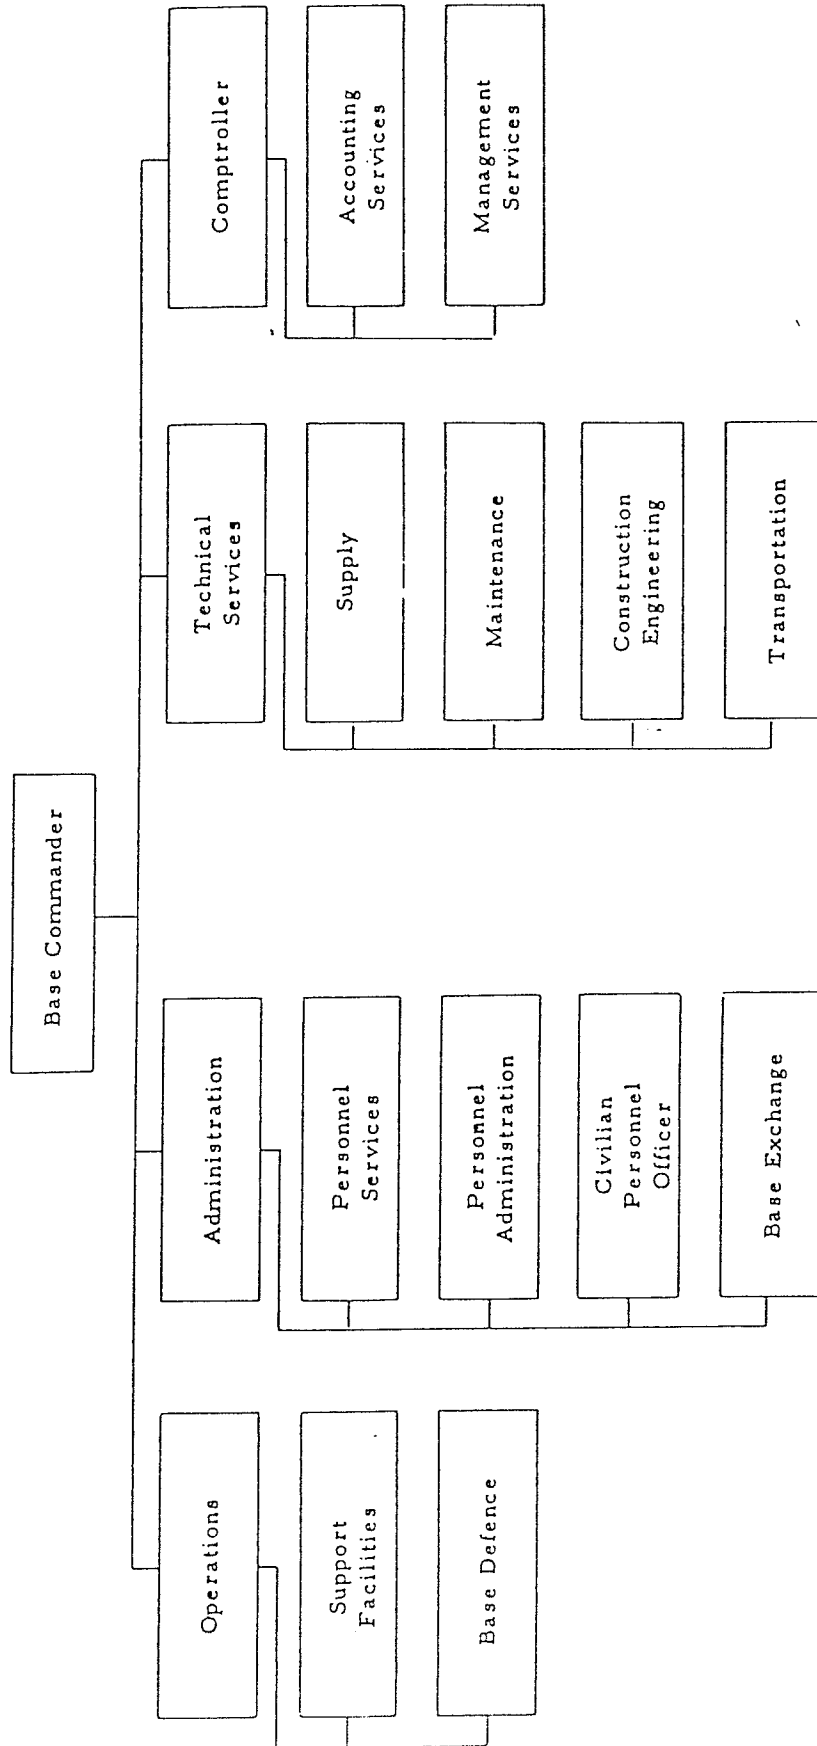 Base Commander
Operations
Support
Facilities
Base Defence
Administration
Personnel
Services
Personnel
Administration
Civilian
Personnel
Officer
Base Exchange
Technical
Services
Supply
Maintenance
Construction
Engineering
Transportation
Comptroller
Accounting
Services
Management
Services